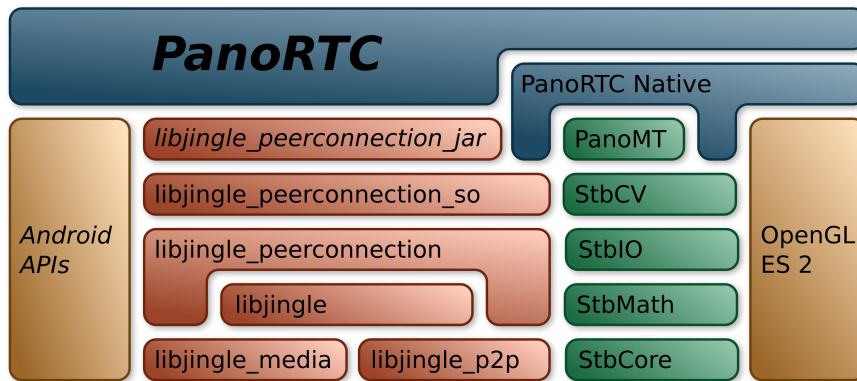 PanoRTC
PanoRTC Native
libjingle_peerconnection_jar
PanoMT
libjingle_peerconnection_so
StbCV
Android
APIs
libjingle_peerconnection
StbIO
OpenGL
ES 2
libjingle
StbMath
libjingle_media
libjingle_p2p
StbCore